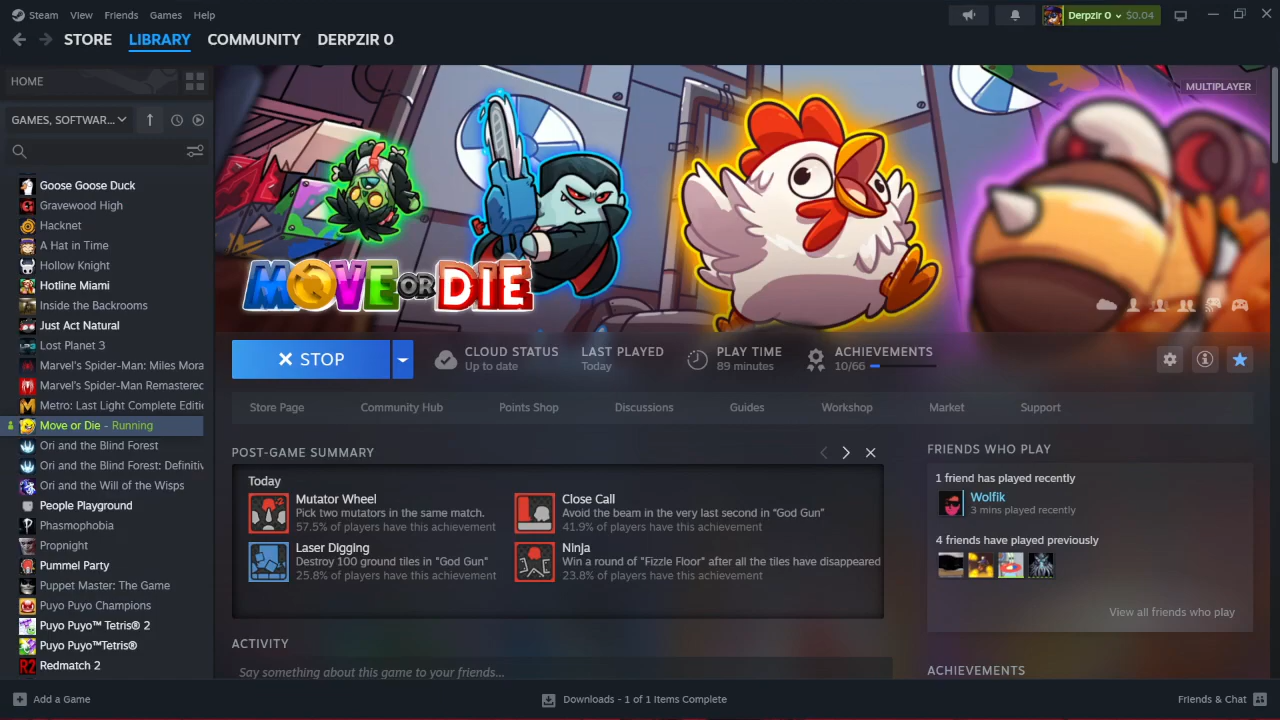 Steam View Friends Games Help
Derpzir 0 $0.04
STORE LIBRARY COMMUNITY DERPZIR 0
HOME
GAMES, SOFTWAR...
Goose Goose Duck
Gravewood High
Hacknet
A Hat in Time
Hollow Knight
Hotline Miami
Inside the Backrooms
Just Act Natural
Lost Planet 3
Marvel's Spider-Man: Miles Mora
Marvel's Spider-Man Remastered
Metro: Last Light Complete Editi
Move or Die - Running
Ori and the Blind Forest
Ori and the Blind Forest: Definitiv
Ori and the Will of the Wisps
People Playground
Phasmophobia
Propnight
Pummel Party
Puppet Master: The Game
Puyo Puyo Champions
Puyo Puyo™ Tetris® 2
Puyo Puyo™Tetris®
R2 Redmatch 2
MULTIPLAYER
MOVE OR DIE
STOP
CLOUD STATUS
Up to date
LAST PLAYED
Today
PLAY TIME
89 minutes
ACHIEVEMENTS
10/66
Store Page Community Hub Points Shop Discussions Guides Workshop Market Support
POST-GAME SUMMARY
Today
Mutator Wheel
Pick two mutators in the same match.
57.5% of players have this achievement
Close Call
Avoid the beam in the very last second in "God Gun"
41.9% of players have this achievement
Laser Digging
Destroy 100 ground tiles in "God Gun"
25.8% of players have this achievement
Ninja
Win a round of "Fizzle Floor" after all the tiles have disappeared
23.8% of players have this achievement
ACTIVITY
Say something about this game to your friends...
FRIENDS WHO PLAY
1 friend has played recently
Wolfik
3 mins played recently
4 friends have played previously
View all friends who play
ACHIEVEMENTS
Add a Game
Downloads - 1 of 1 Items Complete
Friends & Chat